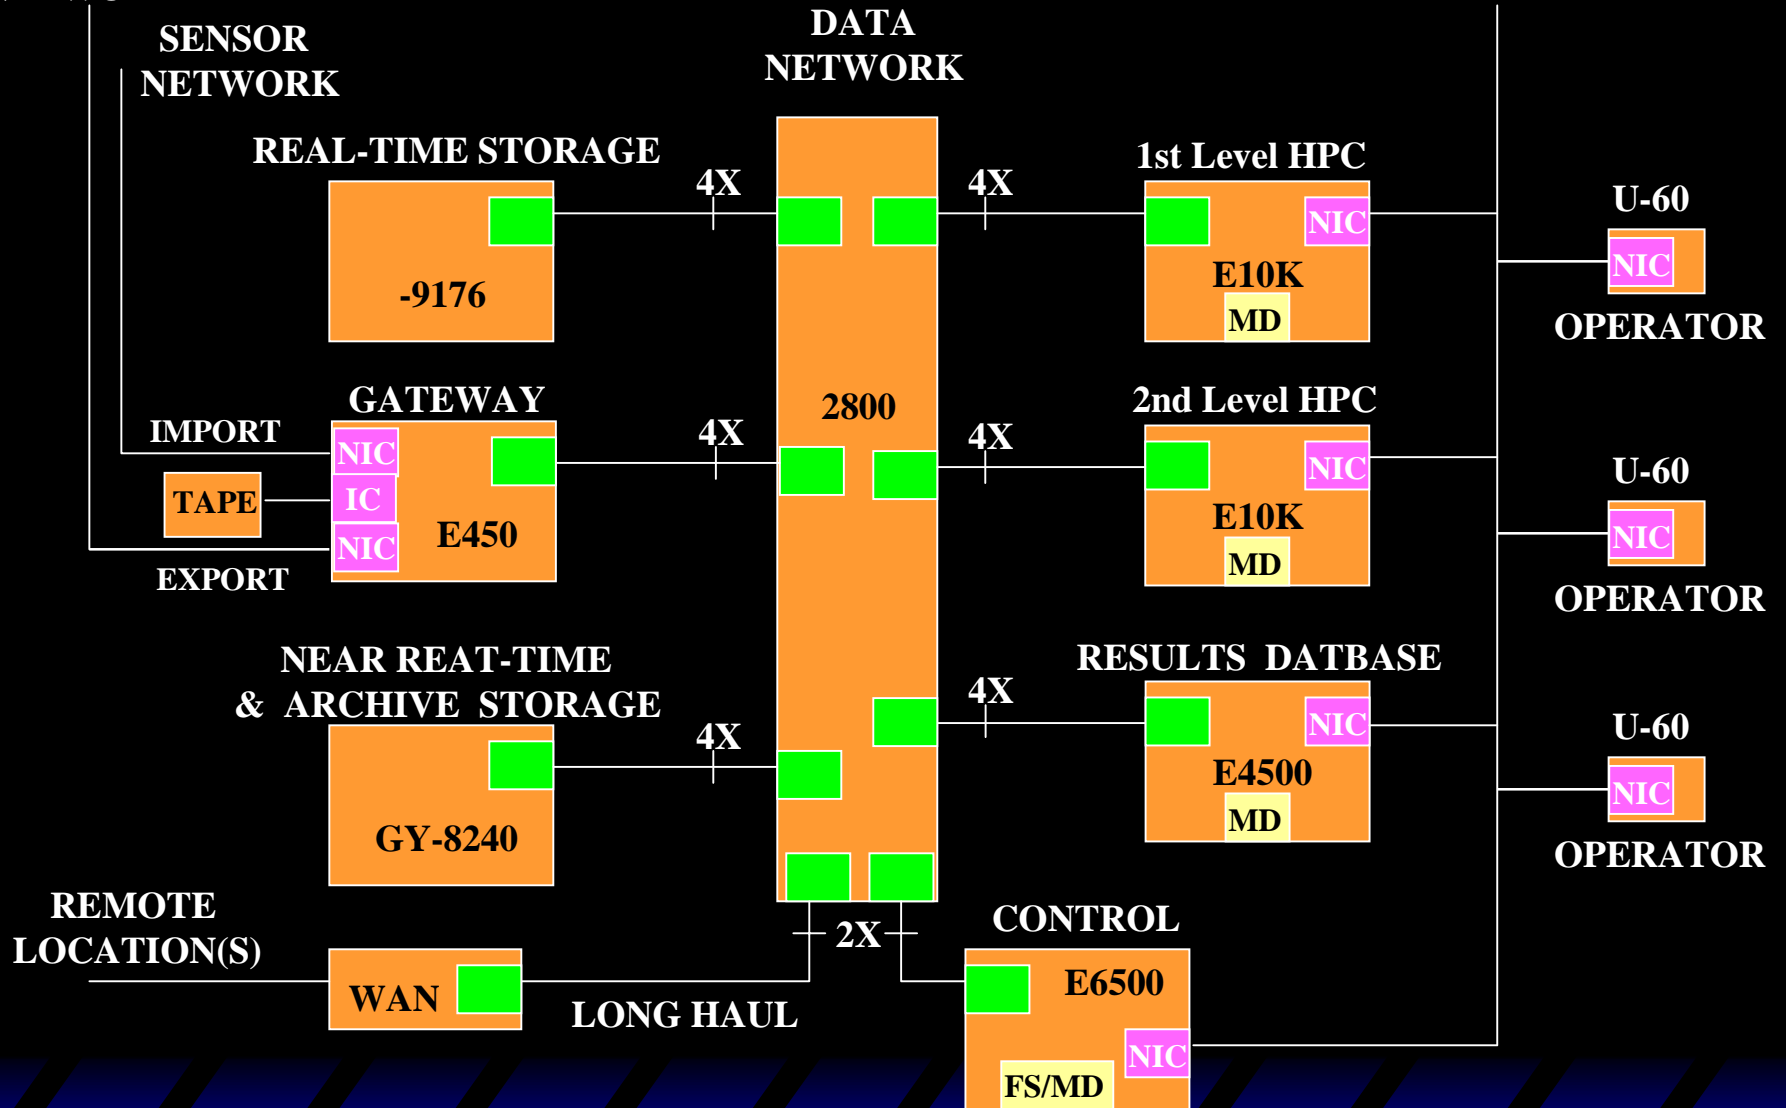 SENSOR
NETWORK
DATA
NETWORK
REAL-TIME STORAGE
4X
4X
1st Level HPC
U-60
NIC
NIC
-9176
E10K
MD
OPERATOR
GATEWAY
2800
2nd Level HPC
IMPORT
4X
4X
NIC
NIC
U-60
TAPE
IC
E450
E10K
NIC
NIC
MD
EXPORT
OPERATOR
NEAR REAT-TIME
& ARCHIVE STORAGE
RESULTS DATBASE
4X
4X
NIC
U-60
E4500
NIC
GY-8240
MD
OPERATOR
REMOTE
LOCATION(S)
2X
CONTROL
WAN
LONG HAUL
E6500
NIC
FS/MD